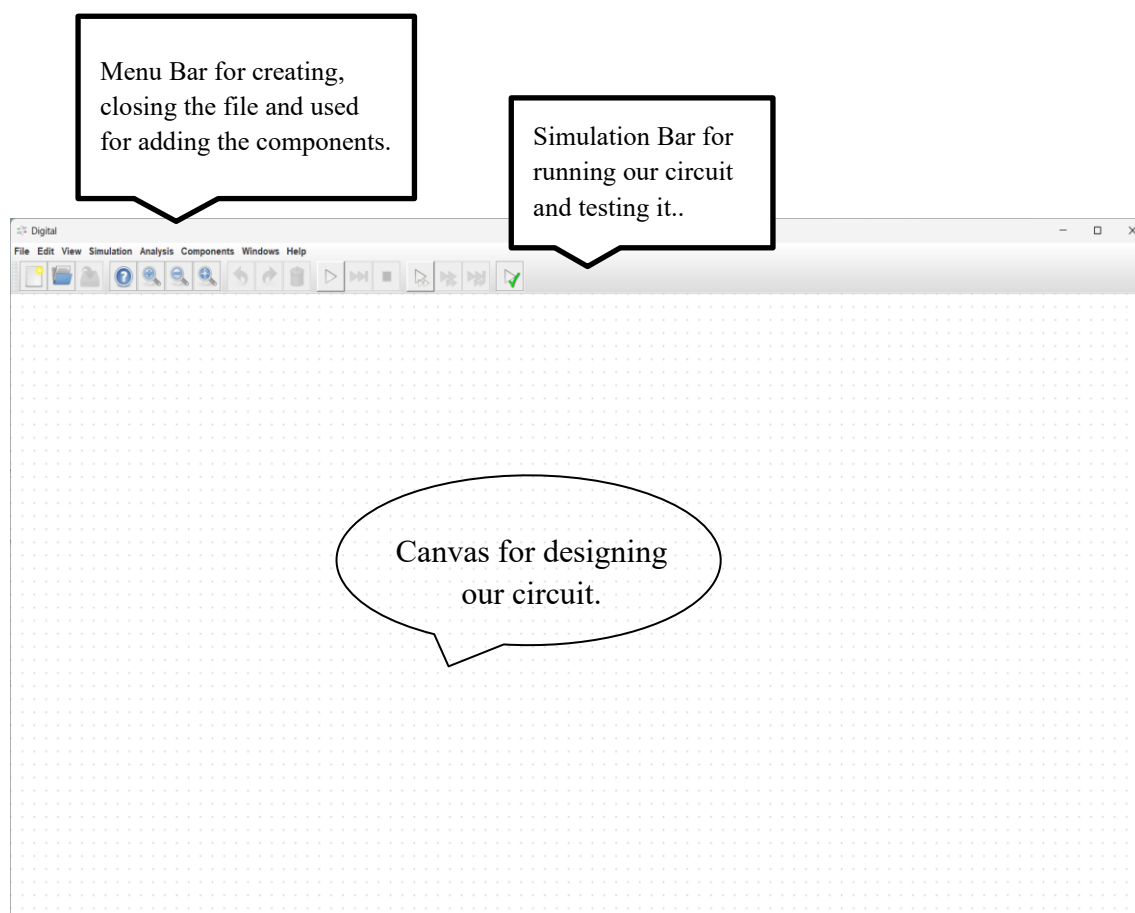 Menu Bar for creating,
closing the file and used
for adding the components.
Simulation Bar for
running our circuit
and testing it..
Digital
File Edit View Simulation Analysis Components Windows Help
Canvas for designing
our circuit.